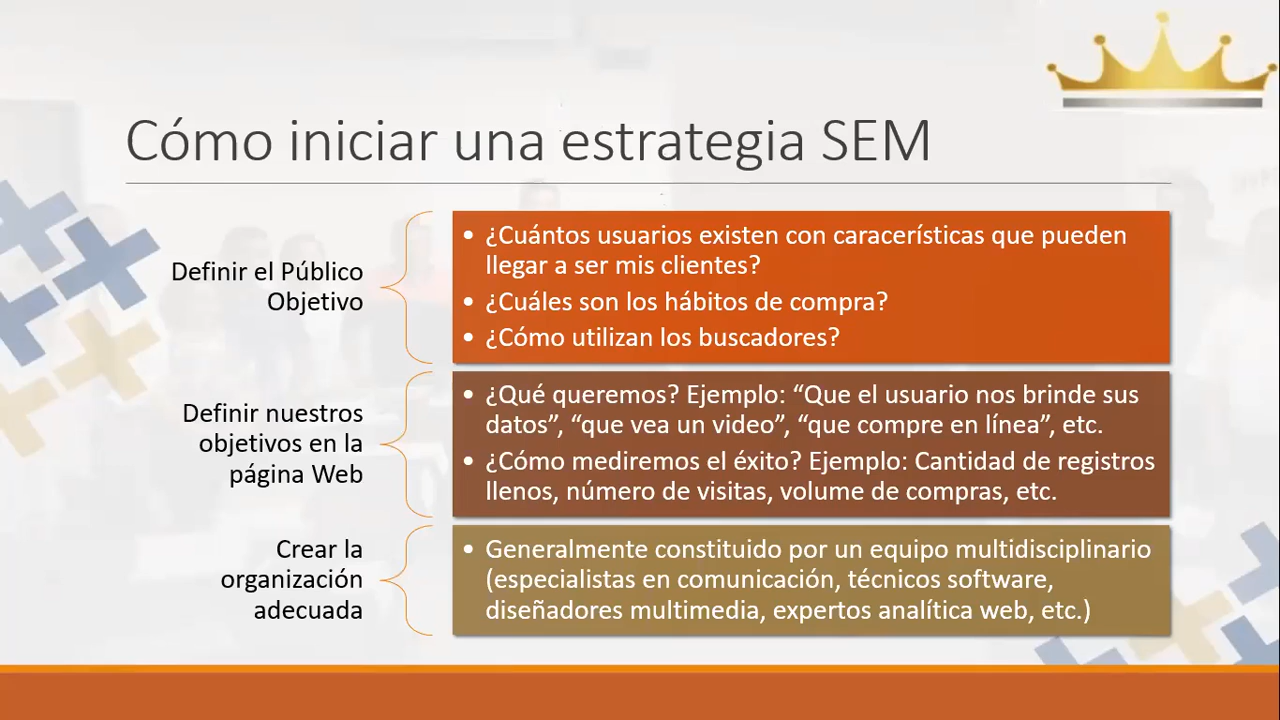 Cómo iniciar una estrategia SEM
Definir el Público
Objetivo
• ¿Cuántos usuarios existen con caracerísticas que pueden
llegar a ser mis clientes?
• ¿Cuáles son los hábitos de compra?
• ¿Cómo utilizan los buscadores?
Definir nuestros
objetivos en la
página Web
• ¿Qué queremos? Ejemplo: “Que el usuario nos brinde sus
datos”, “que vea un video”, “que compre en línea”, etc.
• ¿Cómo mediremos el éxito? Ejemplo: Cantidad de registros
llenos, número de visitas, volume de compras, etc.
Crear la
organización
adecuada
• Generalmente constituido por un equipo multidisciplinario
(especialistas en comunicación, técnicos software,
diseñadores multimedia, expertos analítica web, etc.)